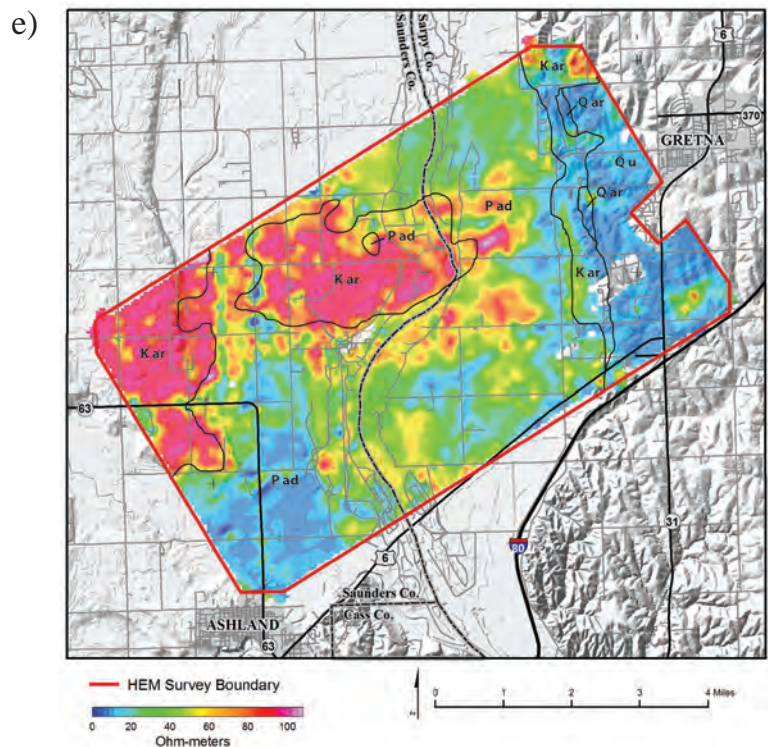 e)
Sarpy Co.
Saunders Co.
6
K ar
Q ar
370
GRETNA
Q u
Q ar
P ad
P ad
K ar
K ar
K ar
63
P ad
31
80
6
Saunders Co.
Cass Co.
ASHLAND
63
HEM Survey Boundary
0 20 40 60 80 100
Ohm-meters
0 1 2 3 4 Miles